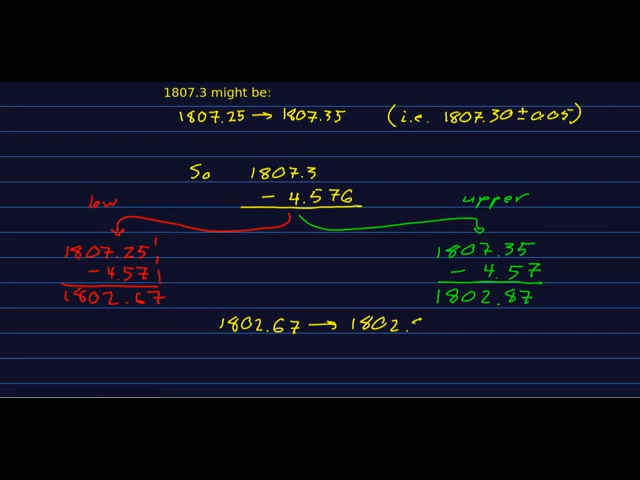 1807.3 might be:
1807.25 → 1807.35 (i.e. 1807.30 ± 0.05)
So 1807.3
- 4.576
low
upper
1807.25
- 4.57
1802.67
1807.35
- 4.57
1802.87
1802.67 → 1802.